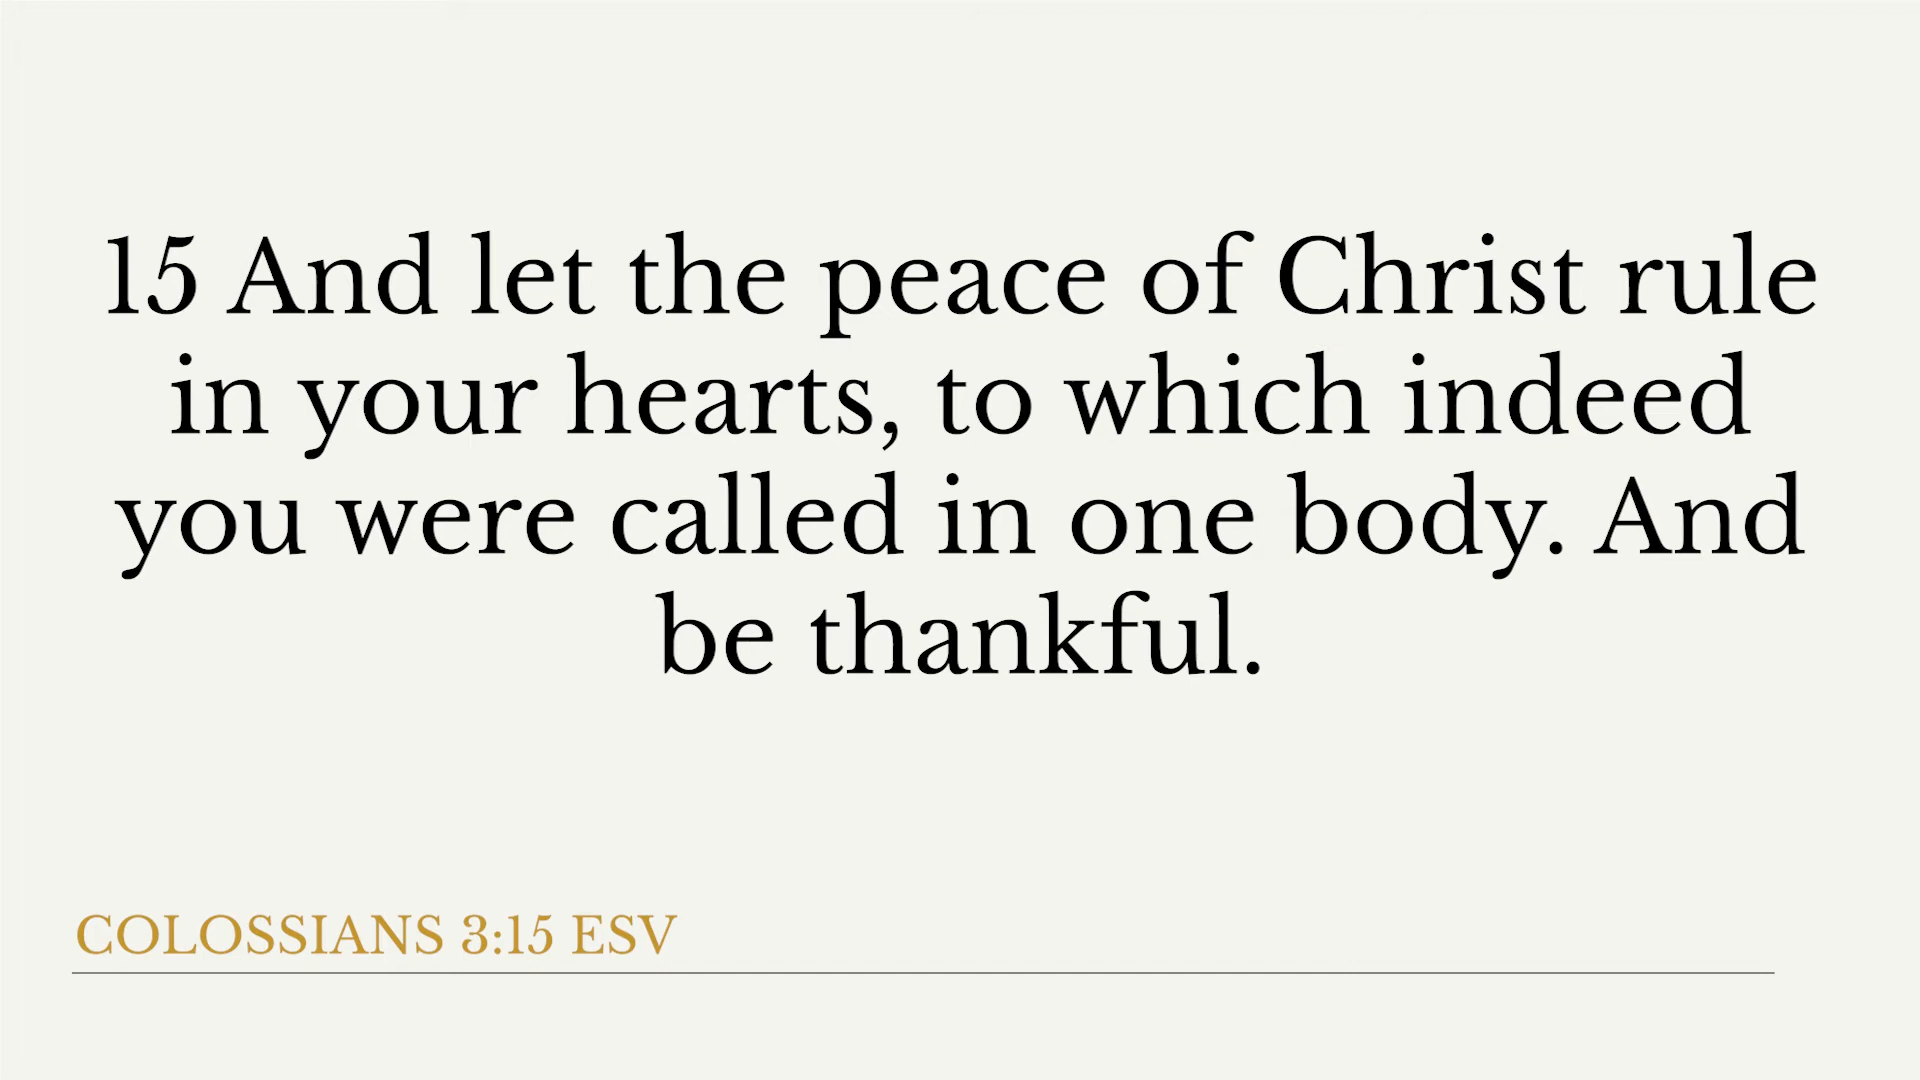 15 And let the peace of Christ rule
in your hearts, to which indeed
you were called in one body. And
be thankful.
COLOSSIANS 3:15 ESV